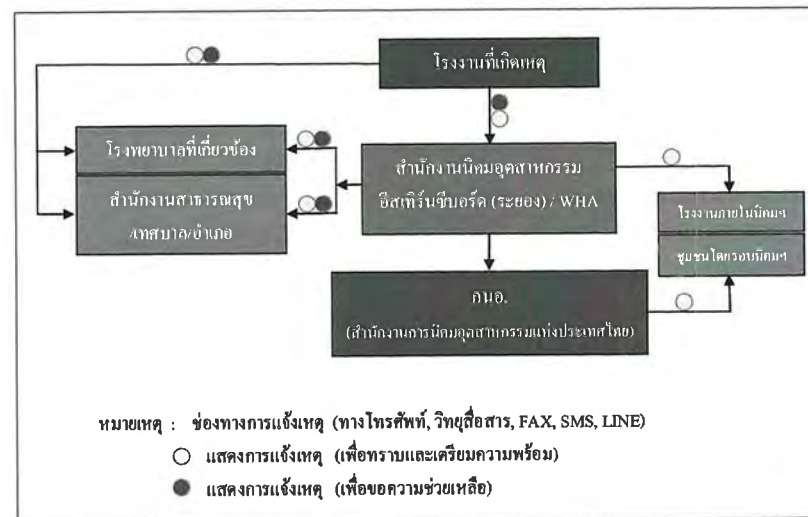 โรงงานที่เกิดเหตุ
โรงพยาบาลที่เกี่ยวข้อง
สำนักงานสาธารณสุข
/เทศบาล/อำเภอ
สำนักงานนิคมอุตสาหกรรม
อีสเทิร์นซีบอร์ด (ระยอง) / WHA
โรงงานภายในนิคมฯ
ชุมชนโดยรอบนิคมฯ
กนอ.
(สำนักงานการนิคมอุตสาหกรรมแห่งประเทศไทย)
หมายเหตุ : ช่องทางการแจ้งเหตุ (ทางโทรศัพท์, วิทยุสื่อสาร, FAX, SMS, LINE)
แสดงการแจ้งเหตุ (เพื่อทราบและเตรียมความพร้อม)
แสดงการแจ้งเหตุ (เพื่อขอความช่วยเหลือ)